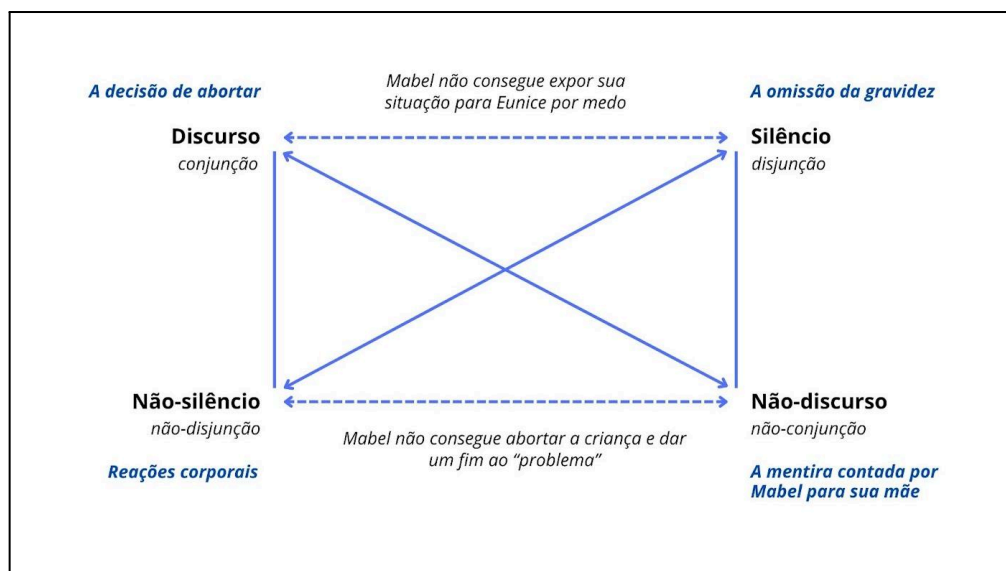 A decisão de abortar
Mabel não consegue expor sua
situação para Eunice por medo
A omissão da gravidez
Discurso
conjunção
Silêncio
disjunção
Não-silêncio
não-disjunção
Não-discurso
não-conjunção
Mabel não consegue abortar a criança e dar
um fim ao “problema”
Reações corporais
A mentira contada por
Mabel para sua mãe